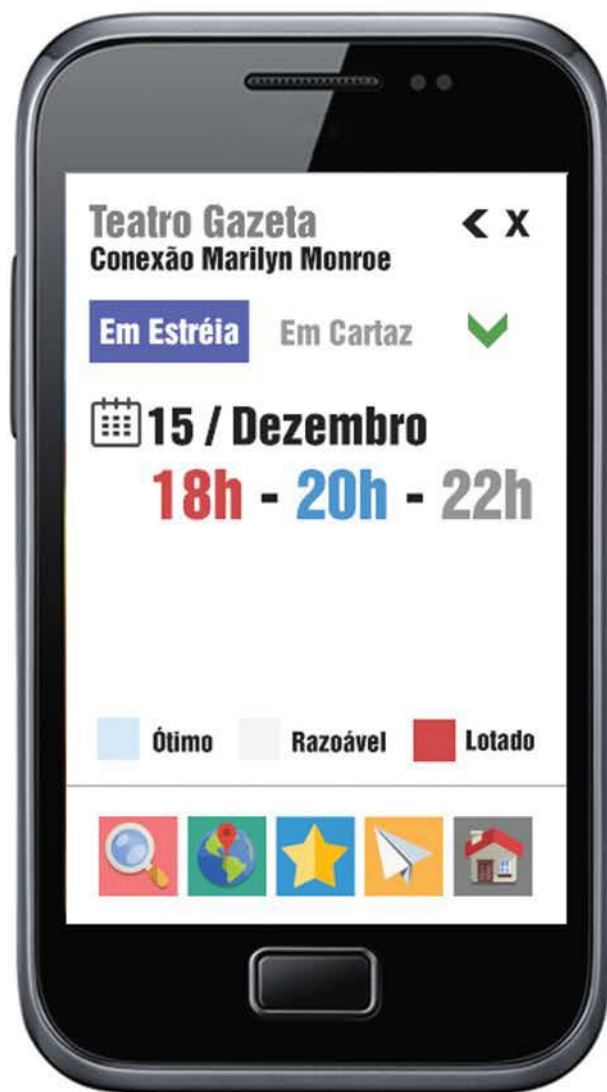 Teatro Gazeta
< X
Conexão Marilyn Monroe
Em Estréia Em Cartaz
15 / Dezembro
18h - 20h - 22h
Ótimo Razoável Lotado